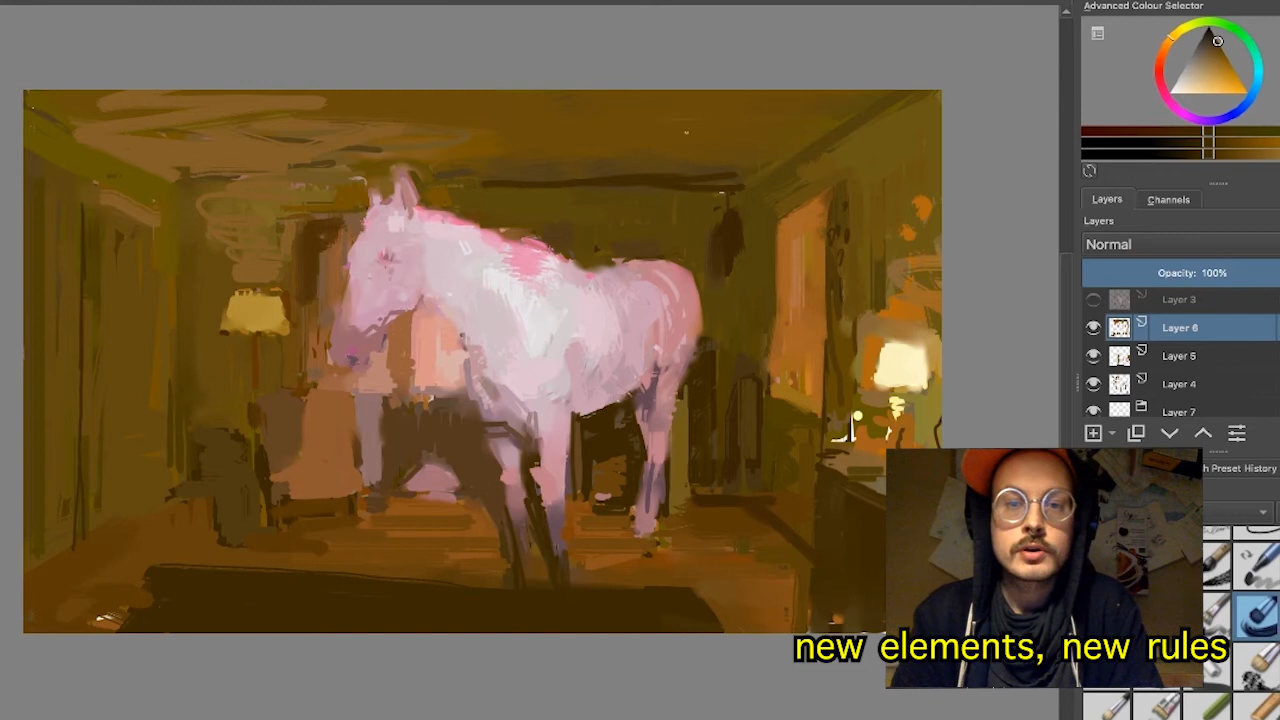 Advanced Colour Selector
Layers
Channels
Layers
Normal
Opacity: 100%
Layer 3
Layer 6
Layer 5
Layer 4
Layer 7
h Preset History
new elements, new rules